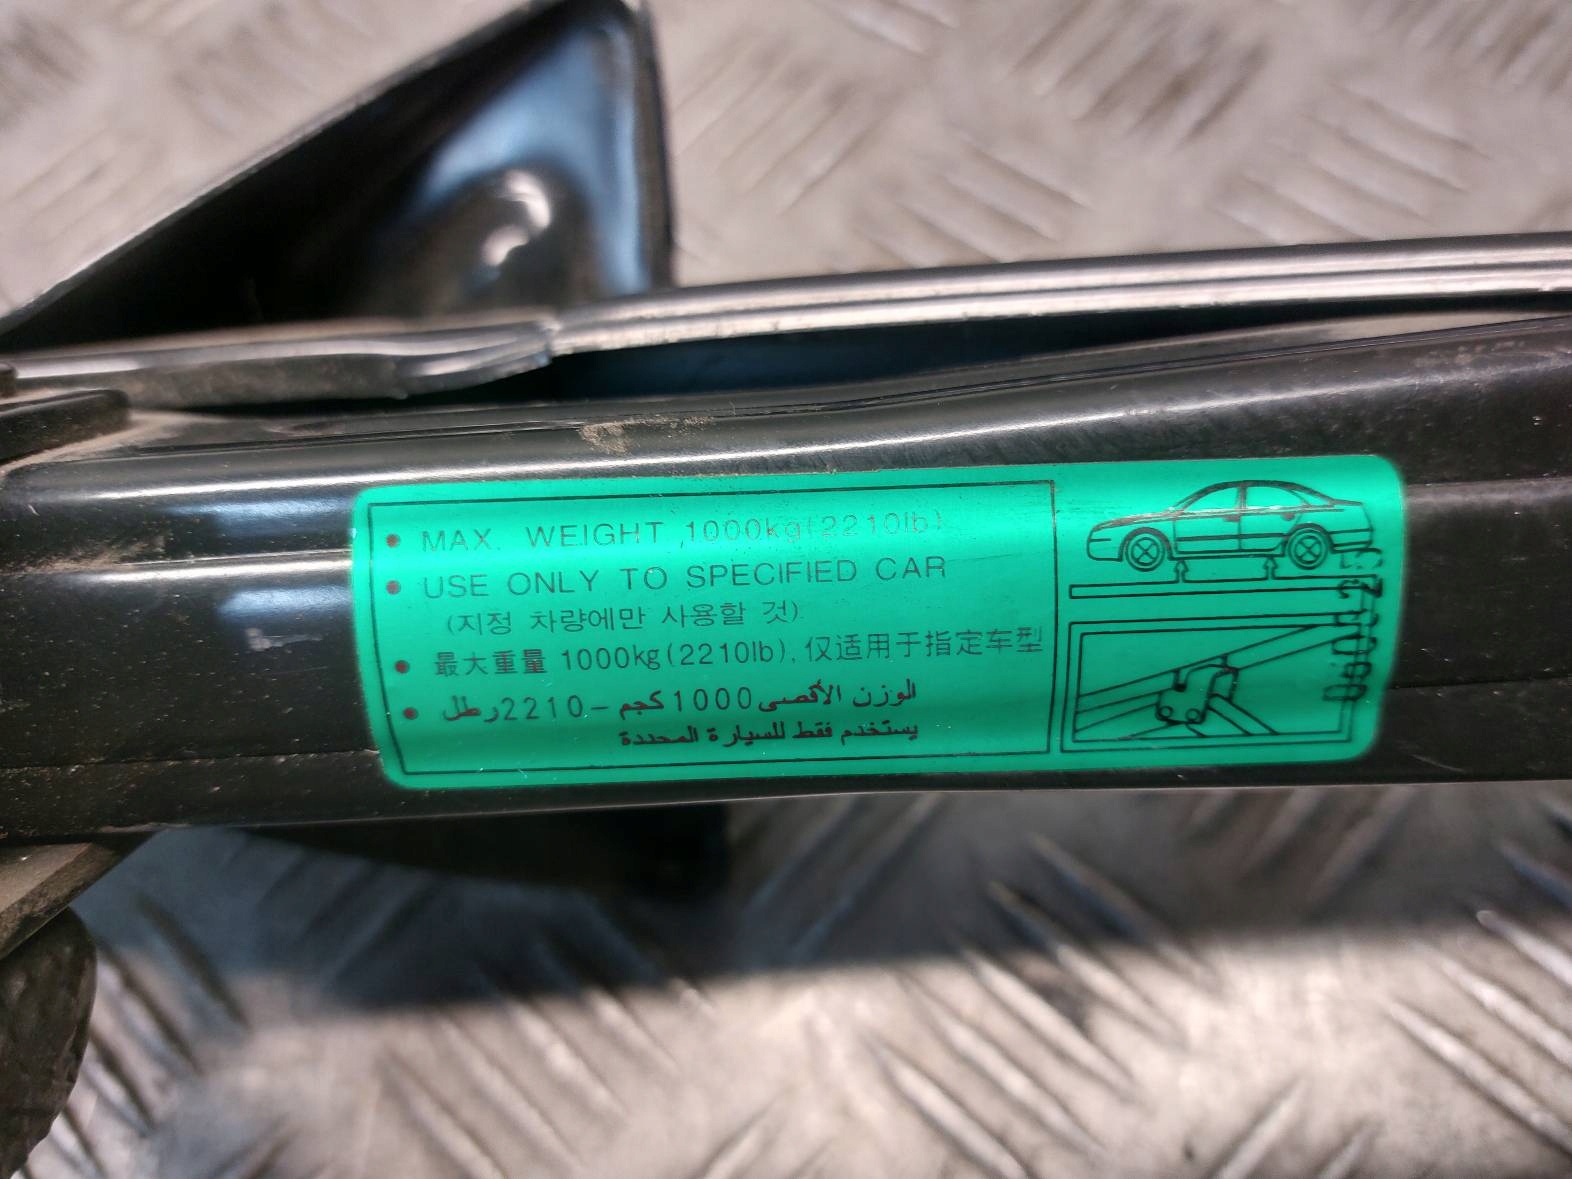 • MAX. WEIGHT 1000kg(2210lb)
• USE ONLY TO SPECIFIED CAR
(지정 차량에만 사용할 것).
• 最大重量 1000kg(2210lb), 仅适用于指定车型
• الوزن الأقصى 1000 كجم – 2210 رطل
يستخدم فقط للسيارة المحددة